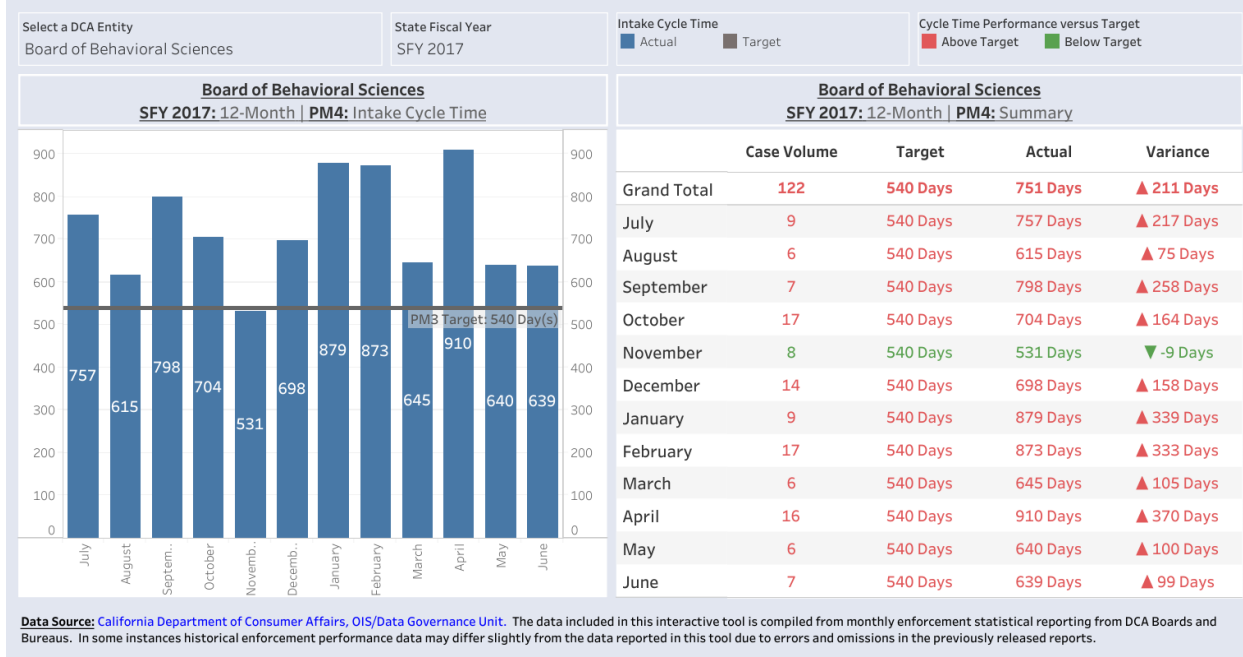 Select a DCA Entity
Board of Behavioral Sciences
State Fiscal Year
SFY 2017
Intake Cycle Time
Actual Target
Cycle Time Performance versus Target
Above Target Below Target
Board of Behavioral Sciences
SFY 2017: 12-Month | PM4: Intake Cycle Time
900 900
800 800
700 700
600 600
500 500
400 400
300 300
200 200
100 100
0 0
PM3 Target: 540 Day(s)
757 615 798 704 531 698 879 873 645 910 640 639
July August Septem.. October Novemb.. Decemb.. January February March April May June
Board of Behavioral Sciences
SFY 2017: 12-Month | PM4: Summary
Case Volume Target Actual Variance
Grand Total 122 540 Days 751 Days ▲ 211 Days
July 9 540 Days 757 Days ▲ 217 Days
August 6 540 Days 615 Days ▲ 75 Days
September 7 540 Days 798 Days ▲ 258 Days
October 17 540 Days 704 Days ▲ 164 Days
November 8 540 Days 531 Days ▼ -9 Days
December 14 540 Days 698 Days ▲ 158 Days
January 9 540 Days 879 Days ▲ 339 Days
February 17 540 Days 873 Days ▲ 333 Days
March 6 540 Days 645 Days ▲ 105 Days
April 16 540 Days 910 Days ▲ 370 Days
May 6 540 Days 640 Days ▲ 100 Days
June 7 540 Days 639 Days ▲ 99 Days
Data Source: California Department of Consumer Affairs, OIS/Data Governance Unit. The data included in this interactive tool is compiled from monthly enforcement statistical reporting from DCA Boards and
Bureaus. In some instances historical enforcement performance data may differ slightly from the data reported in this tool due to errors and omissions in the previously released reports.